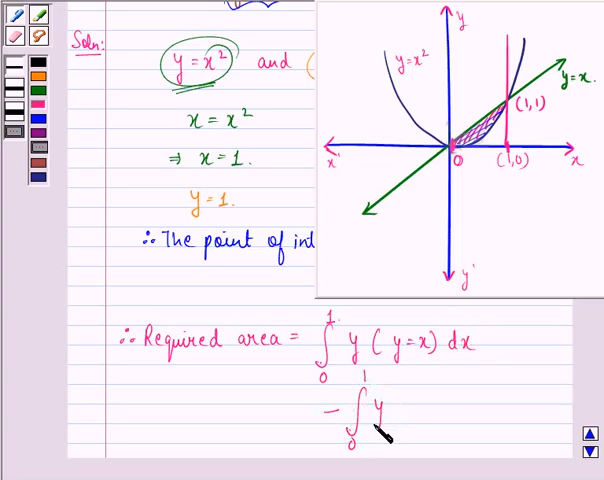 Soln:
y = x² and (
x = x²
⇒ x = 1.
y = 1.
∴ The point of int
y
y = x²
y = x.
(1,1)
x'
0
(1,0)
x
y'
∴ Required area = ∫₀¹ y ( y = x ) dx
- ∫₀¹ y